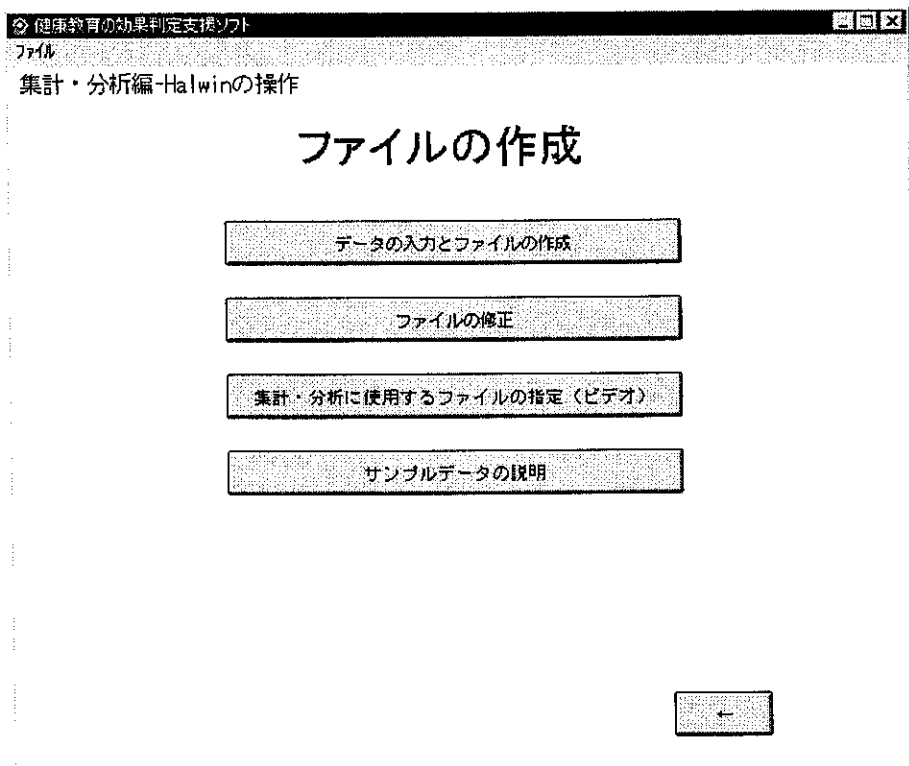 健康教育の効果判定支援ソフト
ファイル
集計・分析編-Halwinの操作
ファイルの作成
データの入力とファイルの作成
ファイルの修正
集計・分析に使用するファイルの指定（ビデオ）
サンプルデータの説明
←